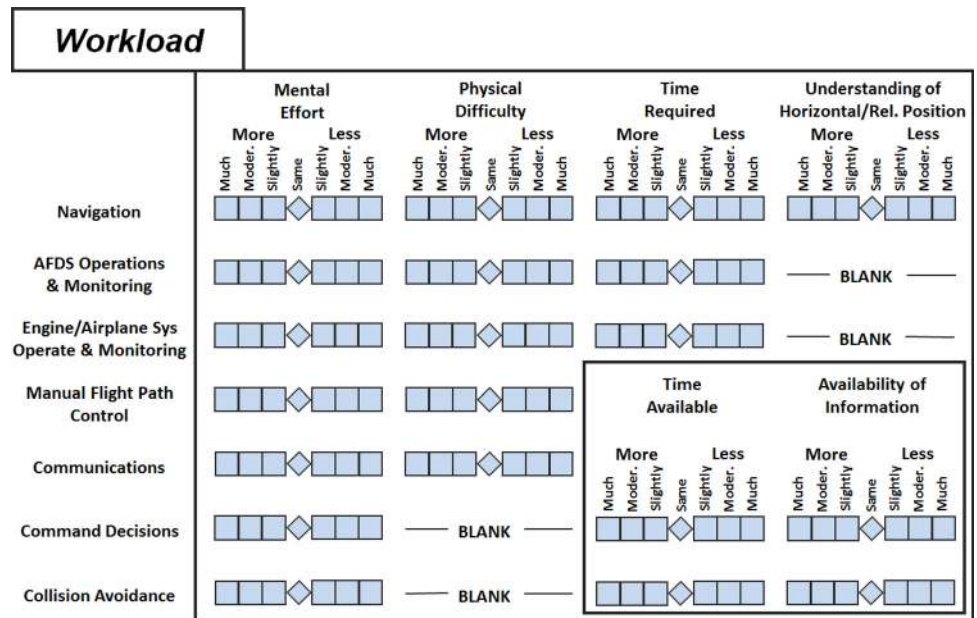 Workload
Mental Effort
Physical Difficulty
Time Required
Understanding of Horizontal/Rel. Position
More Less
More Less
More Less
More Less
Much Moder. Slightly Same Slightly Moder. Much
Much Moder. Slightly Same Slightly Moder. Much
Much Moder. Slightly Same Slightly Moder. Much
Much Moder. Slightly Same Slightly Moder. Much
Navigation
AFDS Operations
& Monitoring
BLANK
Engine/Airplane Sys
Operate & Monitoring
BLANK
Manual Flight Path
Control
Time
Available
Availability of
Information
More Less
More Less
Much Moder. Slightly Same Slightly Moder. Much
Much Moder. Slightly Same Slightly Moder. Much
Communications
Command Decisions
BLANK
Collision Avoidance
BLANK